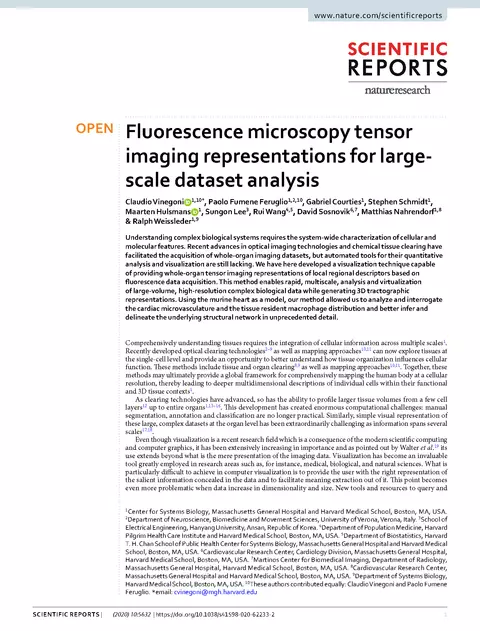 www.nature.com/scientificreports
SCIENTIFIC
REPORTS
natureresearch
OPEN
Fluorescence microscopy tensor
imaging representations for large-
scale dataset analysis
Claudio Vinegoni 1,10*, Paolo Fumene Feruglio1,2,10, Gabriel Courties1, Stephen Schmidt1,
Maarten Hulsmans 1, Sungon Lee3, Rui Wang4,5, David Sosnovik6,7, Matthias Nahrendorf1,8
& Ralph Weissleder1,9
Understanding complex biological systems requires the system-wide characterization of cellular and
molecular features. Recent advances in optical imaging technologies and chemical tissue clearing have
facilitated the acquisition of whole-organ imaging datasets, but automated tools for their quantitative
analysis and visualization are still lacking. We have here developed a visualization technique capable
of providing whole-organ tensor imaging representations of local regional descriptors based on
fluorescence data acquisition. This method enables rapid, multiscale, analysis and virtualization
of large-volume, high-resolution complex biological data while generating 3D tractographic
representations. Using the murine heart as a model, our method allowed us to analyze and interrogate
the cardiac microvasculature and the tissue resident macrophage distribution and better infer and
delineate the underlying structural network in unprecedented detail.
Comprehensively understanding tissues requires the integration of cellular information across multiple scales1.
Recently developed optical clearing technologies2–9 as well as mapping approaches10,11 can now explore tissues at
the single-cell level and provide an opportunity to better understand how tissue organization influences cellular
function. These methods include tissue and organ clearing as well as mapping approaches. Together, these
methods may ultimately provide a global framework for comprehensively mapping the human body at a cellular
resolution, thereby leading to deeper multidimensional descriptions of individual cells within their functional
and 3D tissue contexts.
As clearing technologies have advanced, so has the ability to profile larger tissue volumes from a few cell
layers up to entire organs. This development has created enormous computational challenges: manual
segmentation, annotation and classification are no longer practical. Similarly, simple visual representation of
these large, complex datasets at the organ level has been extraordinarily challenging as information spans several
scales.
Even though visualization is a recent research field which is a consequence of the modern scientific computing
and computer graphics, it has been extensively increasing in importance and as pointed out by Walter et al. its
use extends beyond what is the mere presentation of the imaging data. Visualization has become an invaluable
tool greatly employed in research areas such as, for instance, medical, biological, and natural sciences. What is
particularly difficult to achieve in computer visualization is to provide the user with the right representation of
the salient information concealed in the data and to facilitate meaning extraction out of it. This point becomes
even more problematic when data increase in dimensionality and size. New tools and resources to query and
1Center for Systems Biology, Massachusetts General Hospital and Harvard Medical School, Boston, MA, USA.
2Department of Neuroscience, Biomedicine and Movement Sciences, University of Verona, Verona, Italy. 3School of
Electrical Engineering, Hanyang University, Ansan, Republic of Korea. 4Department of Population Medicine, Harvard
Pilgrim Health Care Institute and Harvard Medical School, Boston, MA, USA. 5Department of Biostatistics, Harvard
T. H. Chan School of Public Health Center for Systems Biology, Massachusetts General Hospital and Harvard Medical
School, Boston, MA, USA. 6Cardiovascular Research Center, Cardiology Division, Massachusetts General Hospital,
Harvard Medical School, Boston, MA, USA. 7Martinos Center for Biomedical Imaging, Department of Radiology,
Massachusetts General Hospital, Harvard Medical School, Boston, MA, USA. 8Cardiovascular Research Center,
Massachusetts General Hospital and Harvard Medical School, Boston, MA, USA. 9Department of Systems Biology,
Harvard Medical School, Boston, MA, USA. 10These authors contributed equally: Claudio Vinegoni and Paolo Fumene
Feruglio. *email: cvinegoni@mgh.harvard.edu
SCIENTIFIC REPORTS | (2020) 10:5632 | https://doi.org/10.1038/s41598-020-62233-2